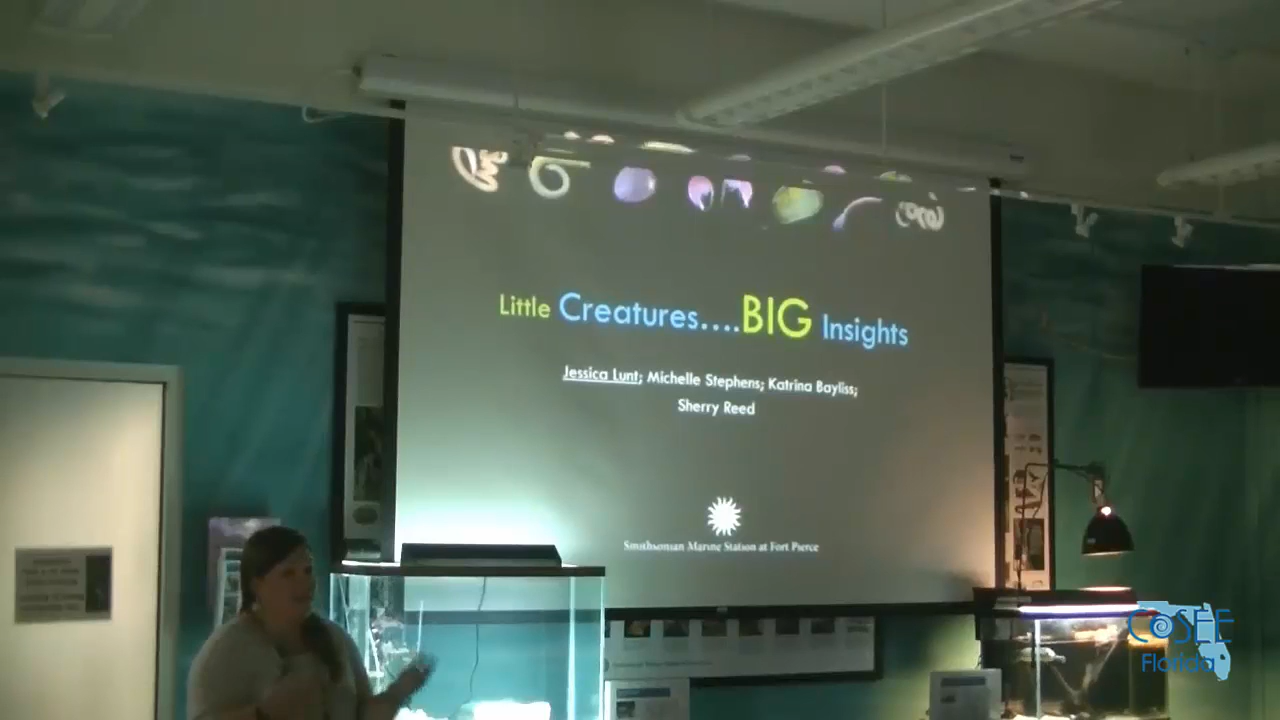 Little Creatures....BIG Insights
Jessica Lunt; Michelle Stephens; Katrina Bayliss;
Sherry Reed
Smithsonian Marine Station at Fort Pierce
COSEE
Florida